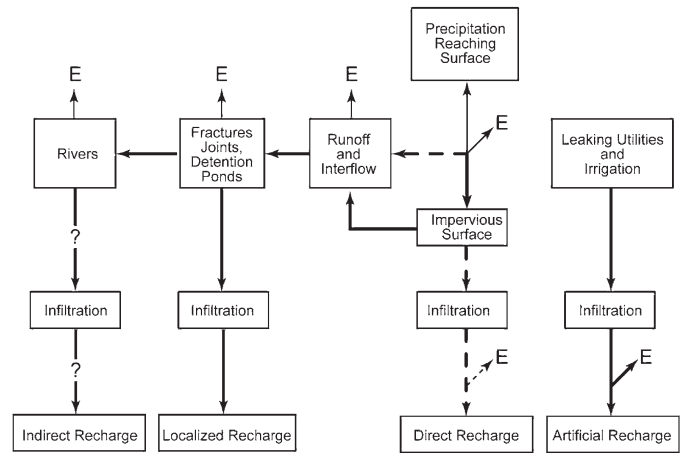 Precipitation
Reaching
Surface
E
E
E
E
Rivers
Fractures
Joints,
Detention
Ponds
Runoff
and
Interflow
Leaking Utilities
and
Irrigation
Impervious
Surface
?
Infiltration
Infiltration
Infiltration
Infiltration
?
E
E
Indirect Recharge
Localized Recharge
Direct Recharge
Artificial Recharge